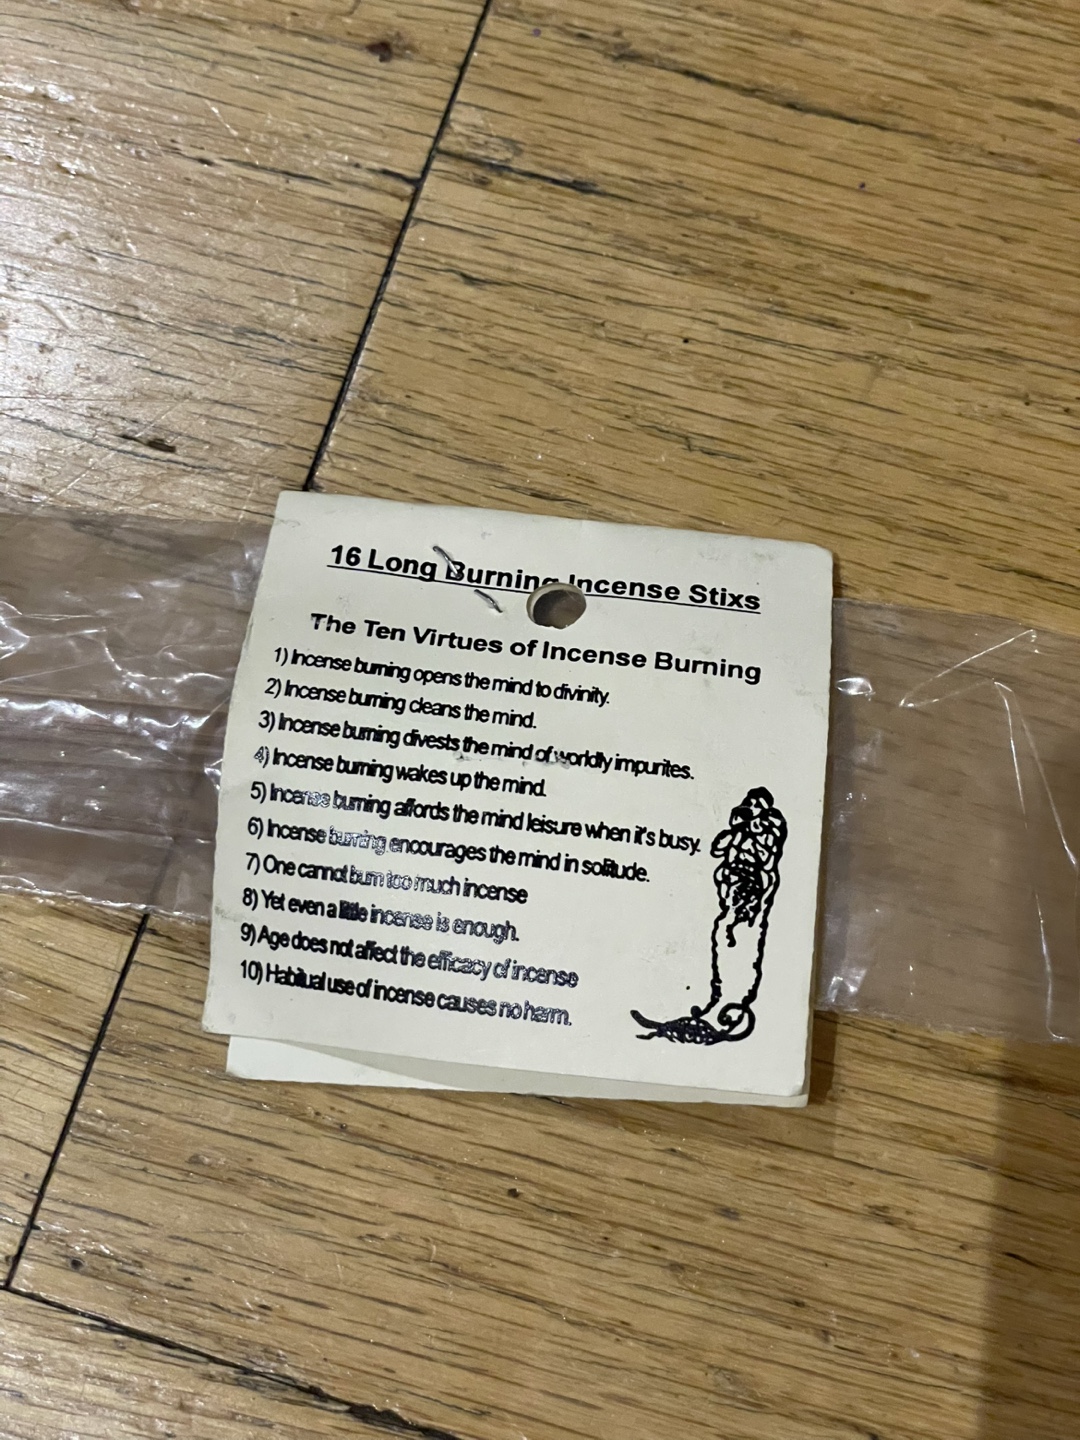 16 Long Burning Incense Stixs
The Ten Virtues of Incense Burning
1) Incense burning opens the mind to divinity.
2) Incense burning cleans the mind.
3) Incense burning divests the mind of worldly impurites.
4) Incense burning wakes up the mind.
5) Incense burning affords the mind leisure when it's busy.
6) Incense burning encourages the mind in solitude.
7) One cannot burn too much incense
8) Yet even a little incense is enough.
9) Age does not affect the efficacy of incense
10) Habitual use of incense causes no harm.